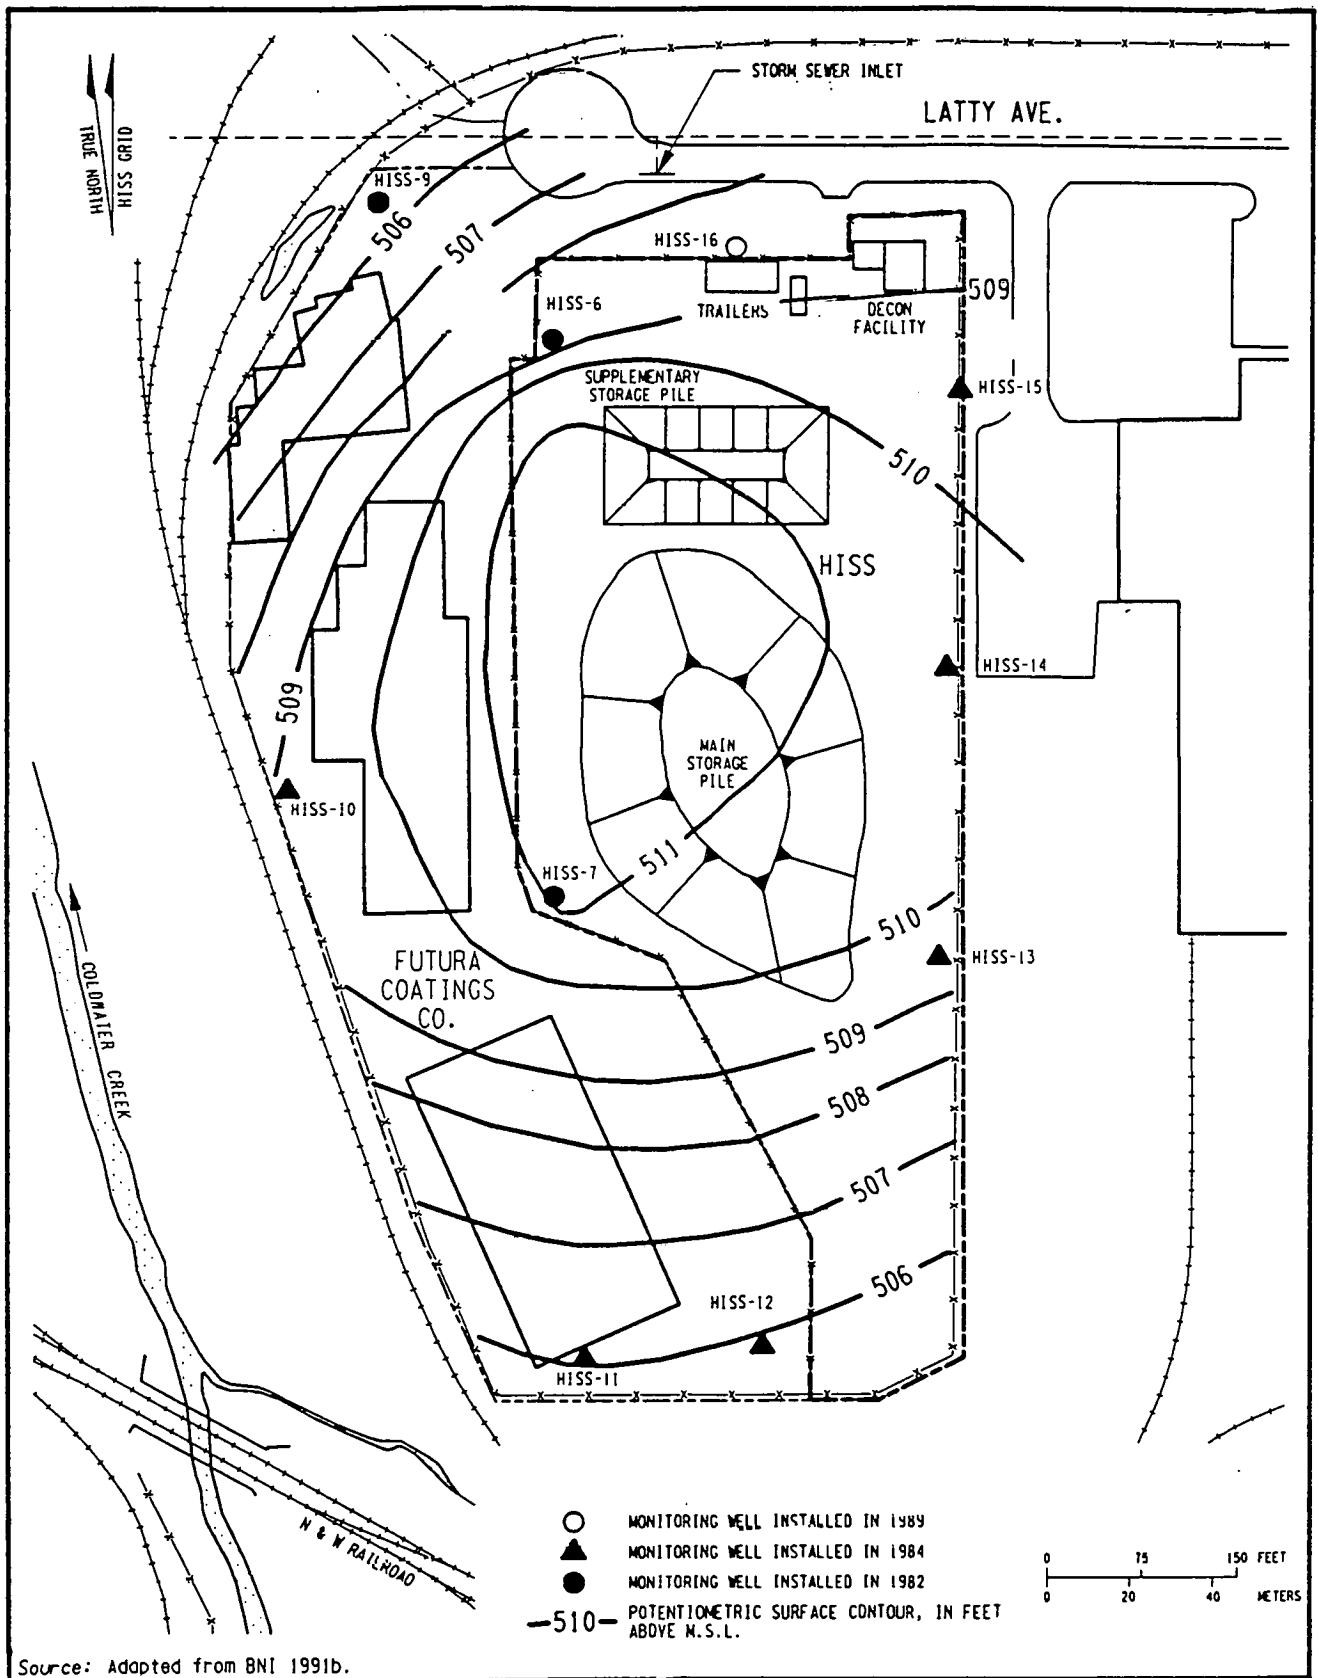 STORM SEWER INLET
LATTY AVE.
TRUE NORTH
HISS GRID
HISS-9
506
507
HISS-16
HISS-6
TRAILERS
DECON
FACILITY
509
SUPPLEMENTARY
STORAGE PILE
HISS-15
510
HISS
HISS-14
509
MAIN
STORAGE
PILE
HISS-10
511
HISS-7
510
HISS-13
FUTURA
COATINGS
CO.
COLDWATER CREEK
509
508
507
506
HISS-12
HISS-11
N & W RAILROAD
MONITORING WELL INSTALLED IN 1989
MONITORING WELL INSTALLED IN 1984
MONITORING WELL INSTALLED IN 1982
510 POTENTIOMETRIC SURFACE CONTOUR, IN FEET
ABOVE M.S.L.
0 75 150 FEET
0 20 40 METERS
Source: Adapted from BNI 1991b.